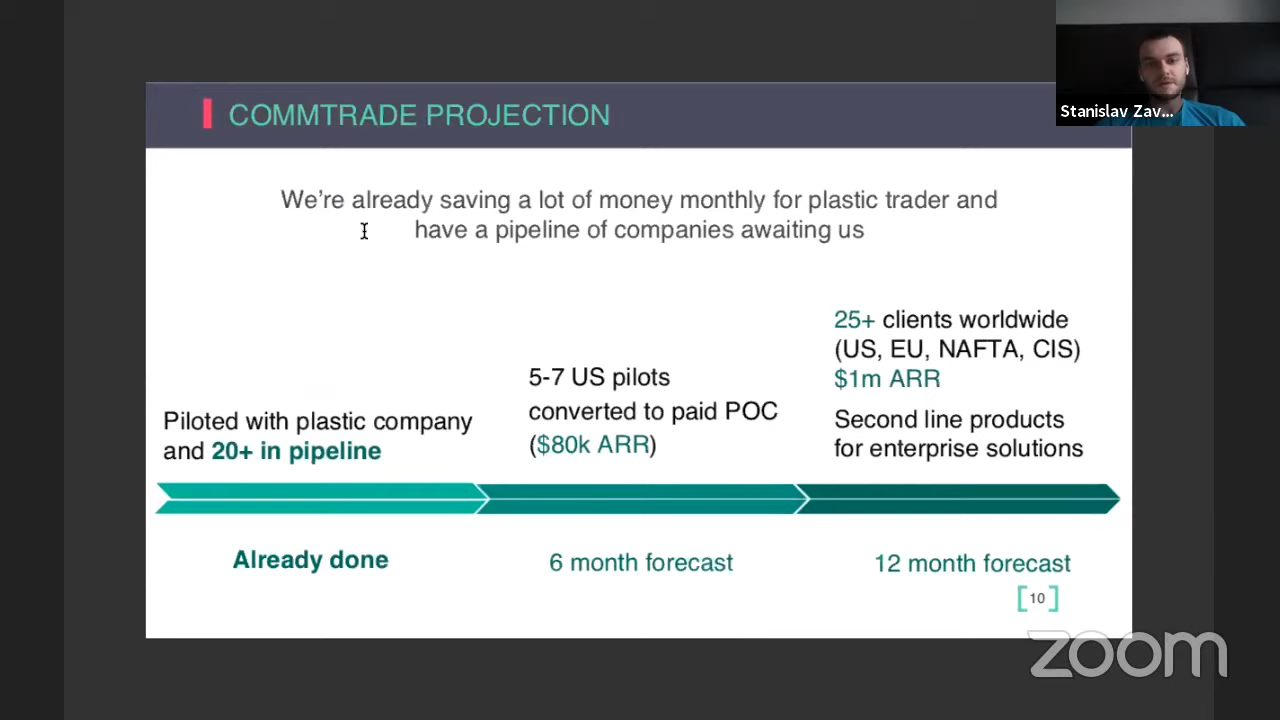 Stanislav Zav...
COMMTRADE PROJECTION
We're already saving a lot of money monthly for plastic trader and
have a pipeline of companies awaiting us
Piloted with plastic company
and 20+ in pipeline
5-7 US pilots
converted to paid POC
($80k ARR)
25+ clients worldwide
(US, EU, NAFTA, CIS)
$1m ARR
Second line products
for enterprise solutions
Already done
6 month forecast
12 month forecast
10
zoom